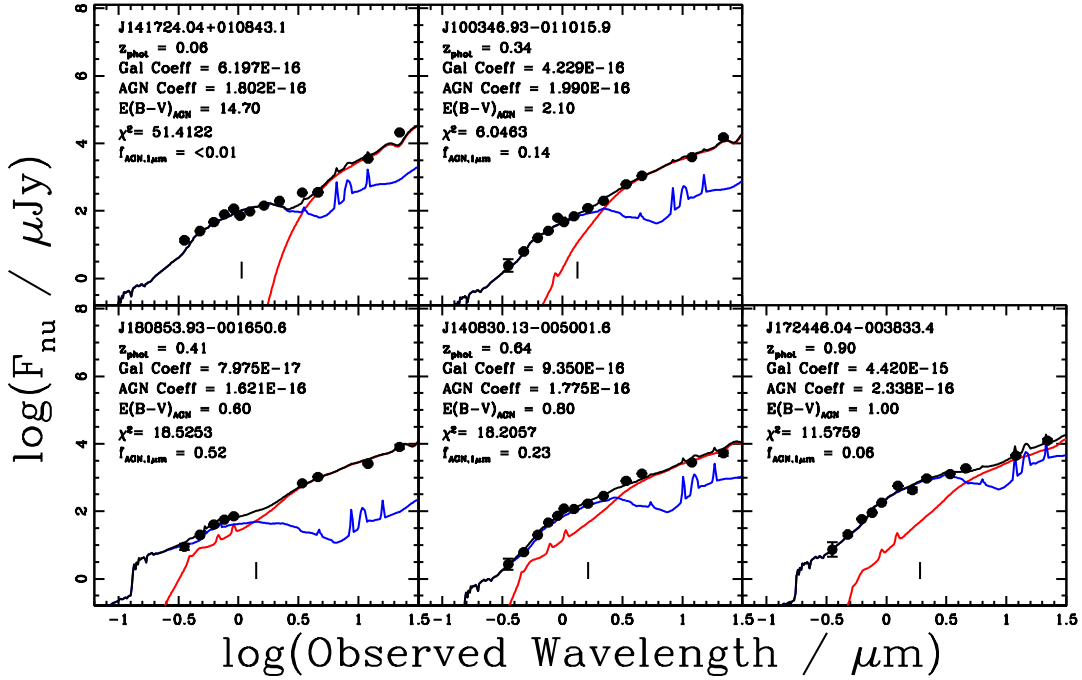 J141724.04+010843.1
z_phot = 0.06
Gal Coeff = 6.197E-16
AGN Coeff = 1.802E-16
E(B-V)_AGN = 14.70
χ²= 51.4122
f_AGN,1μm = <0.01
J100346.93-011015.9
z_phot = 0.34
Gal Coeff = 4.229E-16
AGN Coeff = 1.990E-16
E(B-V)_AGN = 2.10
χ²= 6.0463
f_AGN,1μm = 0.14
8
6
4
2
0
J180853.93-001650.6
z_phot = 0.41
Gal Coeff = 7.975E-17
AGN Coeff = 1.621E-16
E(B-V)_AGN = 0.60
χ²= 18.5253
f_AGN,1μm = 0.52
J140830.13-005001.6
z_phot = 0.64
Gal Coeff = 9.350E-16
AGN Coeff = 1.775E-16
E(B-V)_AGN = 0.80
χ²= 18.2057
f_AGN,1μm = 0.23
J172446.04-003833.4
z_phot = 0.90
Gal Coeff = 4.420E-15
AGN Coeff = 2.338E-16
E(B-V)_AGN = 1.00
χ²= 11.5759
f_AGN,1μm = 0.06
8
6
4
2
0
-1 -0.5 0 0.5 1 1.5 -1 -0.5 0 0.5 1 1.5 -1 -0.5 0 0.5 1 1.5
log(F_nu / μJy)
log(Observed Wavelength / μm)